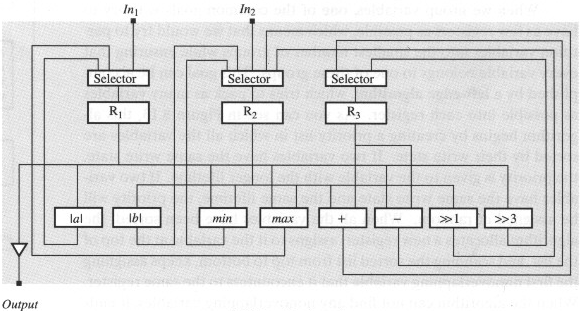 In1 In2
Selector Selector Selector
R1 R2 R3
|a| |b| min max + − >>1 >>3
Output